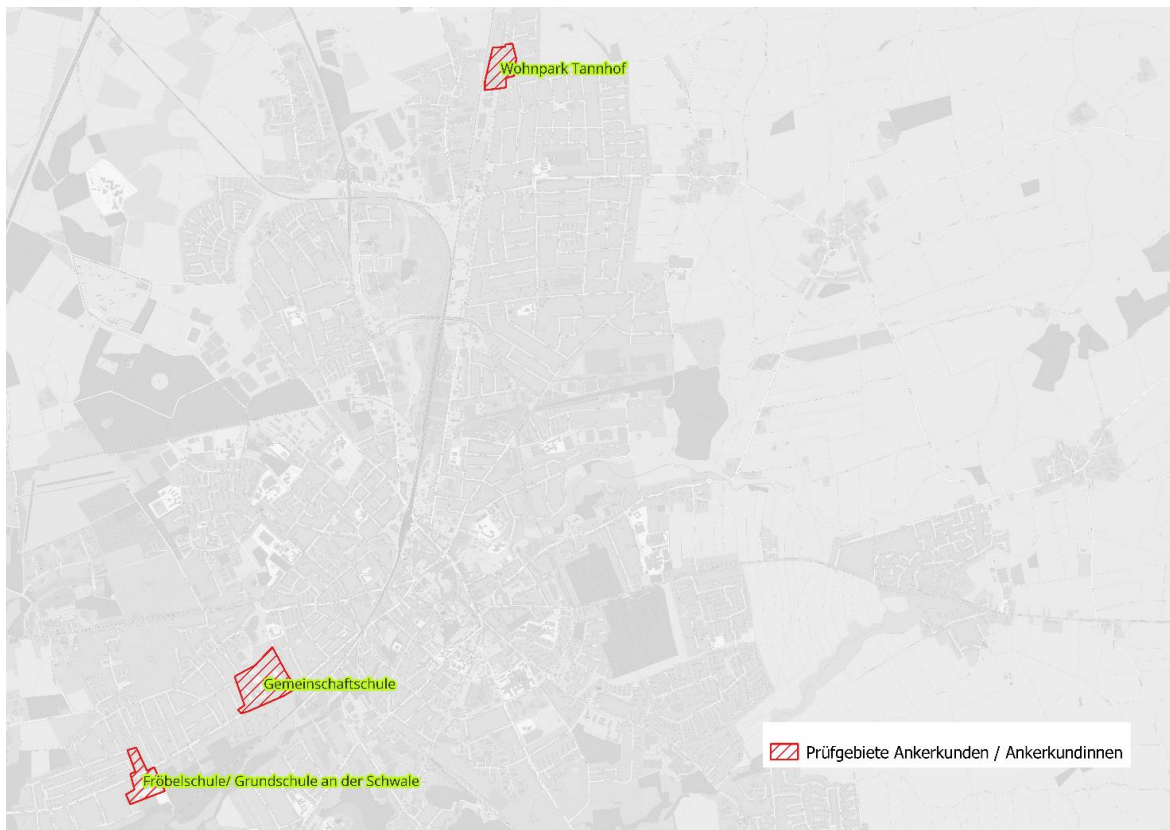 Wohnpark Tannhof
Gemeinschaftschule
Prüfgebiete Ankerkunden / Ankerkundinnen
Fröbelschule/ Grundschule an der Schwale